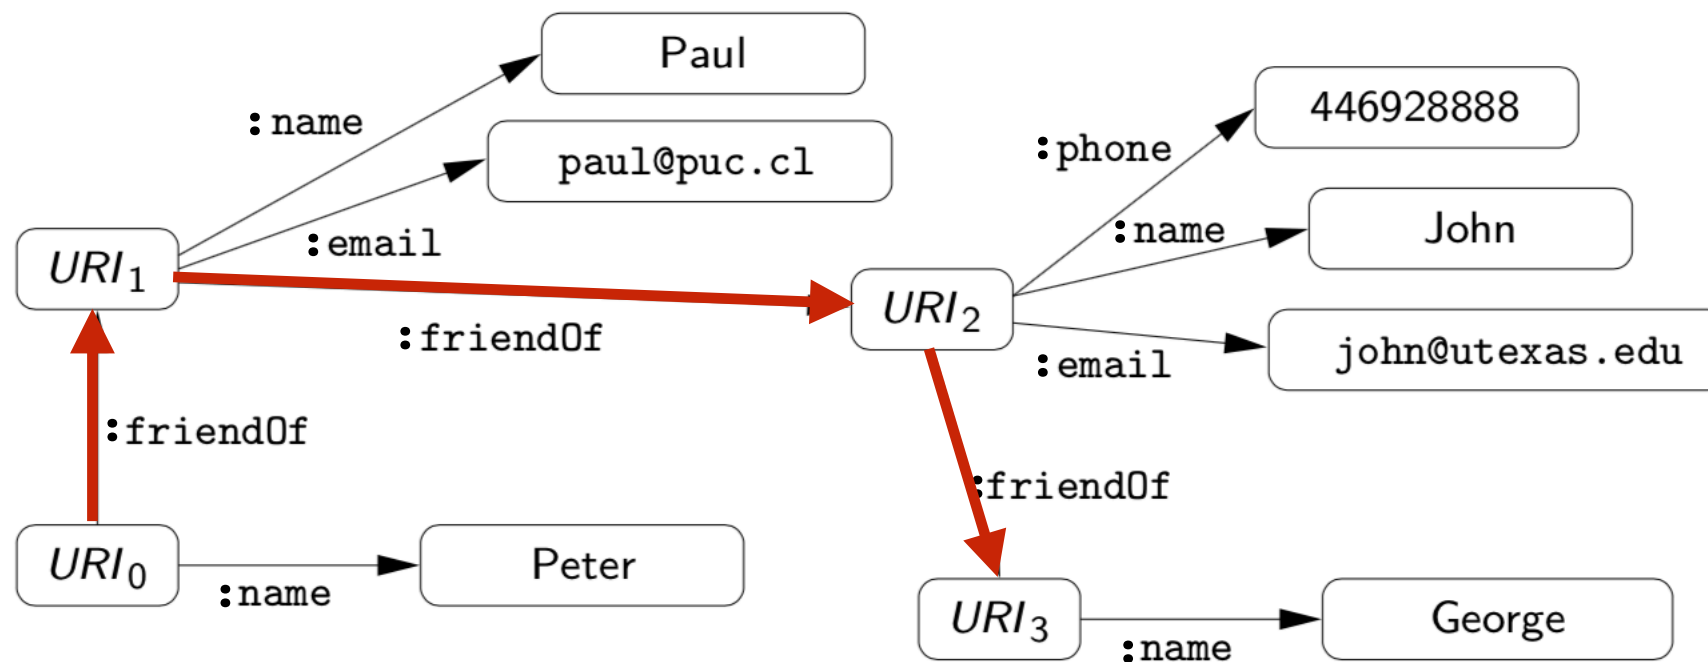 Paul
:name
paul@puc.cl
:email
URI1
:friendOf
446928888
:phone
:name
John
URI2
:email
john@utexas.edu
:friendOf
:friendOf
URI0
:name
Peter
URI3
:name
George